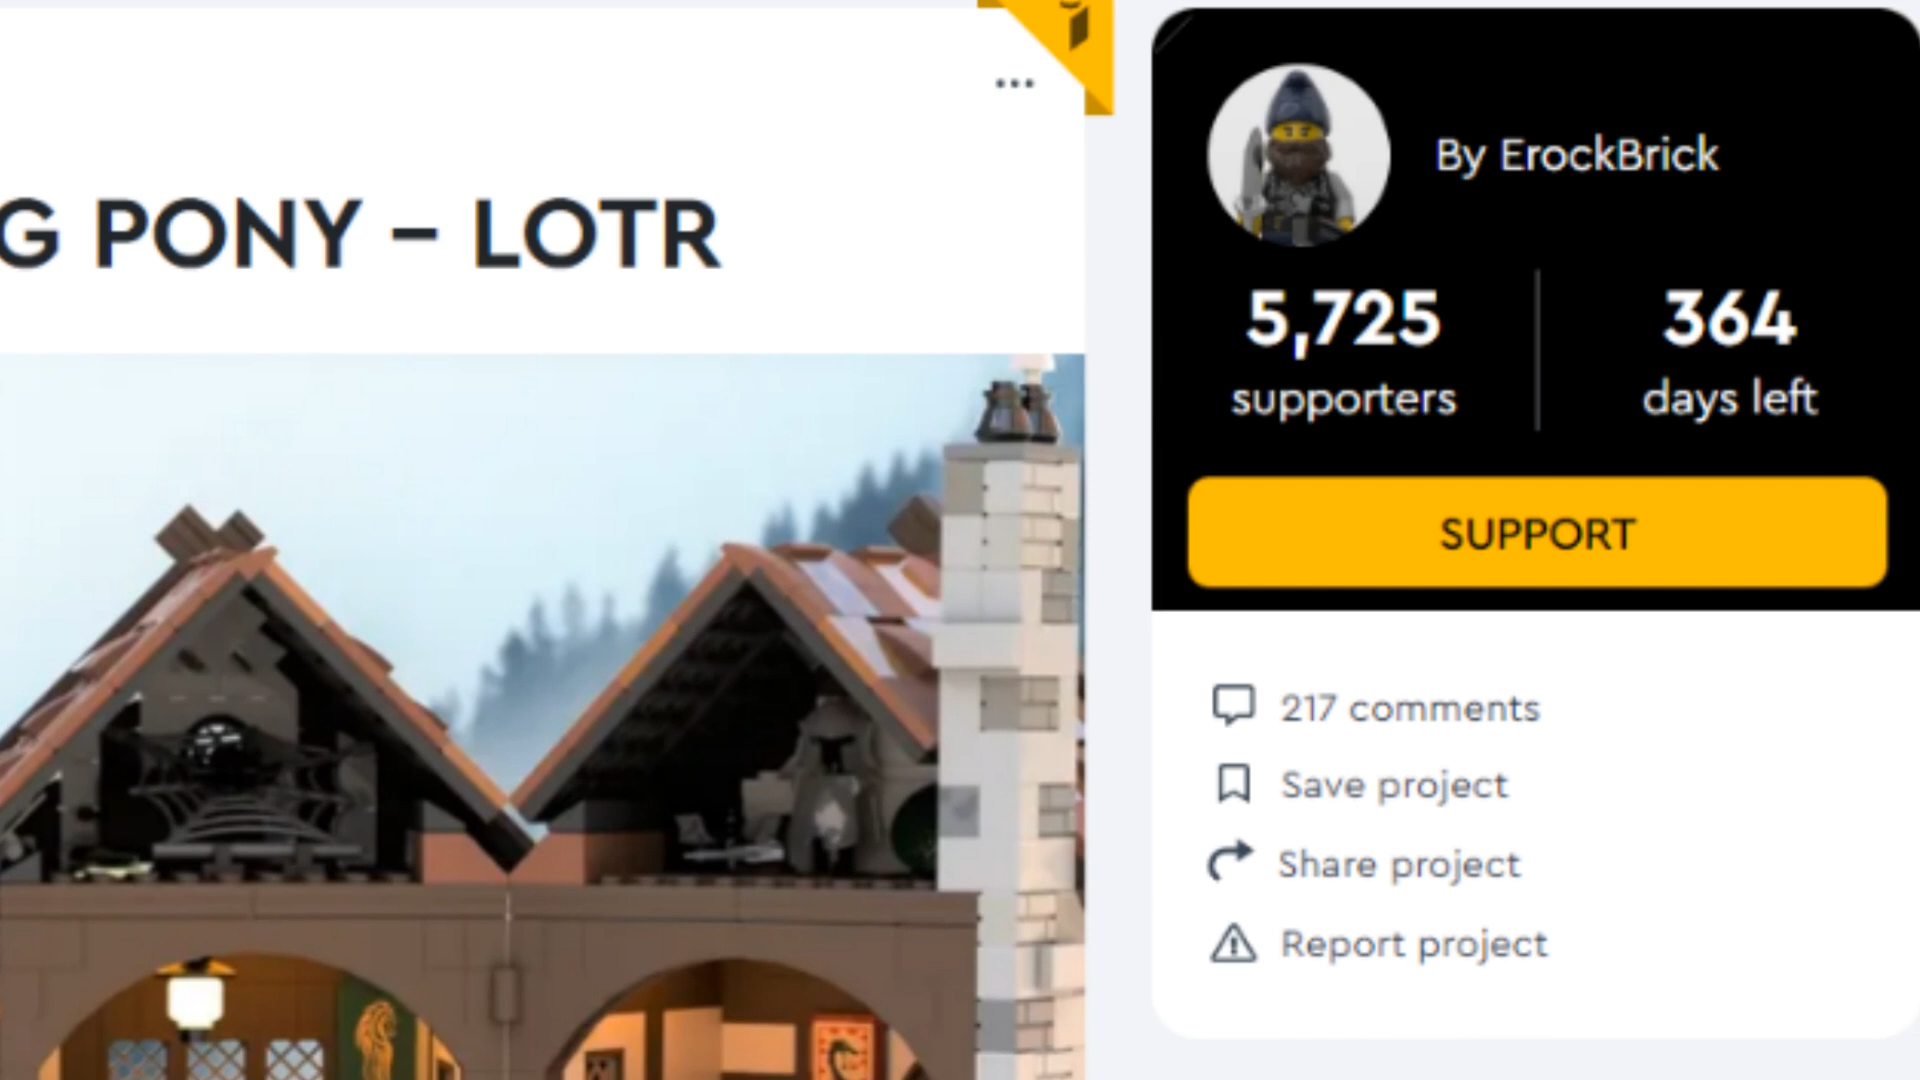 G PONY – LOTR
By ErockBrick
5,725
supporters
364
days left
SUPPORT
217 comments
Save project
Share project
Report project